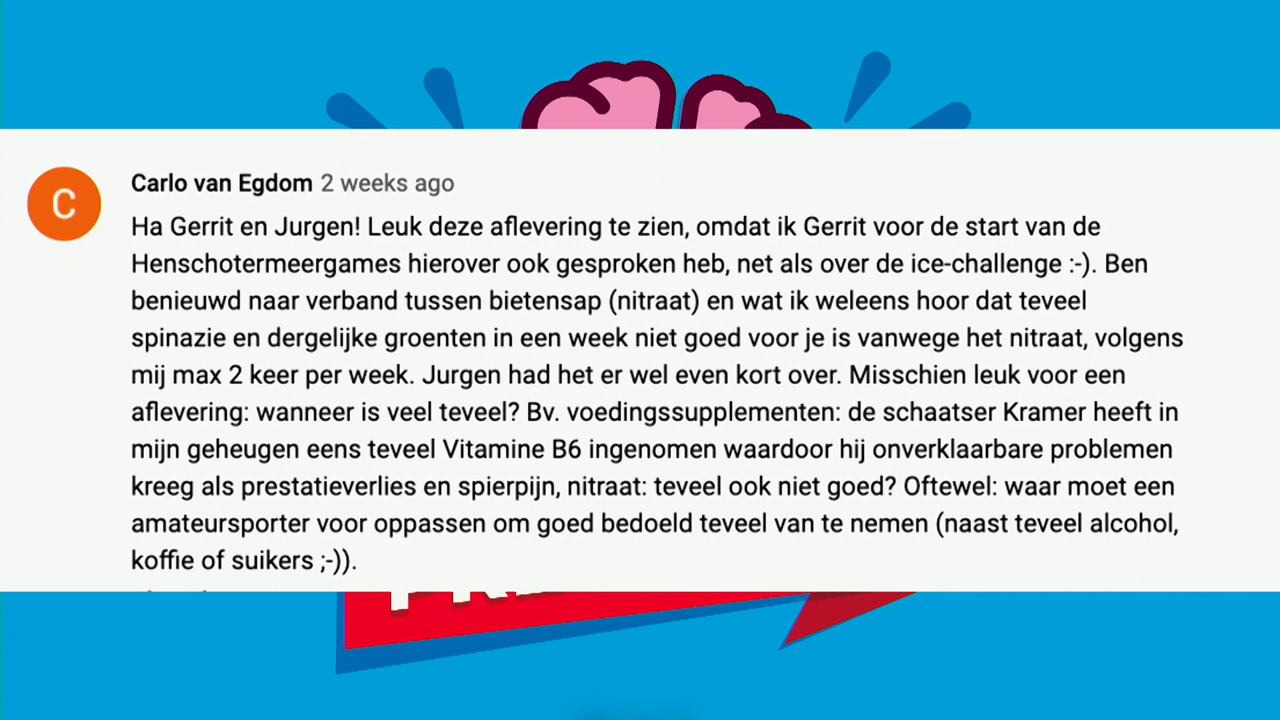 C
Carlo van Egdom 2 weeks ago
Ha Gerrit en Jurgen! Leuk deze aflevering te zien, omdat ik Gerrit voor de start van de
Henschotermeergames hierover ook gesproken heb, net als over de ice-challenge :-). Ben
benieuwd naar verband tussen bietensap (nitraat) en wat ik weleens hoor dat teveel
spinazie en dergelijke groenten in een week niet goed voor je is vanwege het nitraat, volgens
mij max 2 keer per week. Jurgen had het er wel even kort over. Misschien leuk voor een
aflevering: wanneer is veel teveel? Bv. voedingssupplementen: de schaatser Kramer heeft in
mijn geheugen eens teveel Vitamine B6 ingenomen waardoor hij onverklaarbare problemen
kreeg als prestatieverlies en spierpijn, nitraat: teveel ook niet goed? Oftewel: waar moet een
amateursporter voor oppassen om goed bedoeld teveel van te nemen (naast teveel alcohol,
koffie of suikers ;-)).